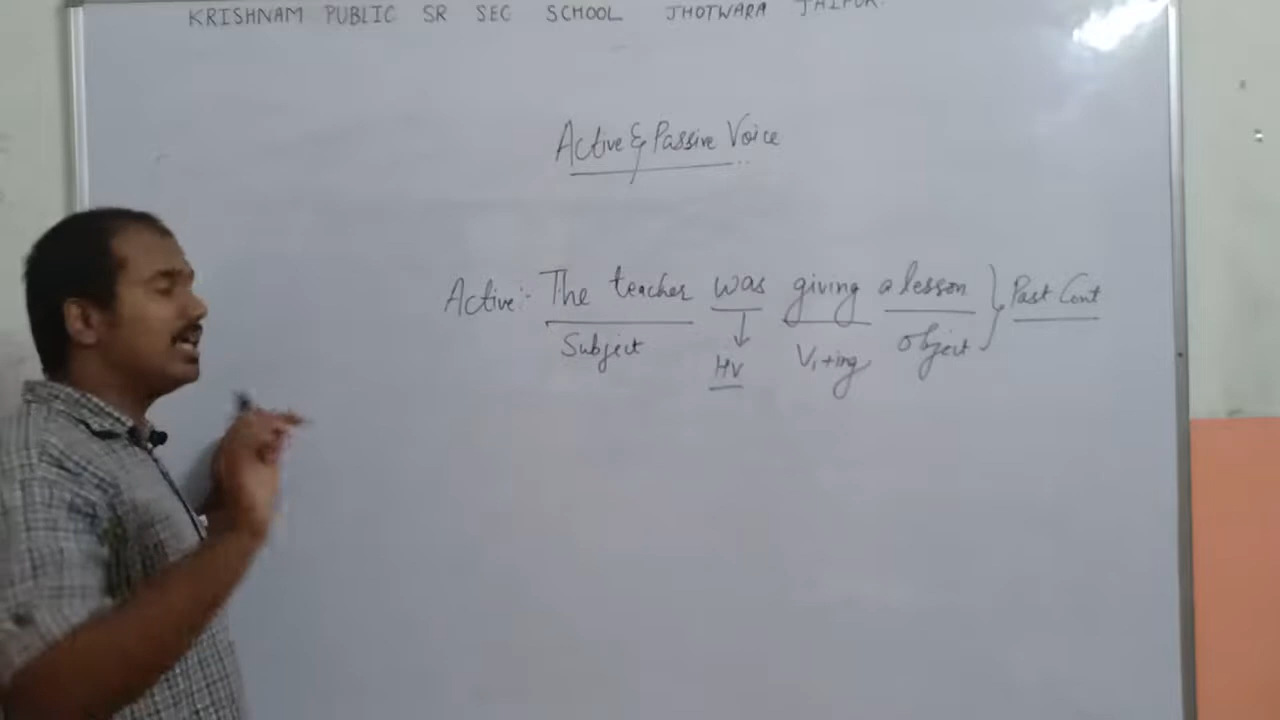 KRISHNAM PUBLIC SR SEC SCHOOL JHOTWARA JAIPUR.
Active & Passive Voice
Active:- The teacher was giving a lesson } Past Cont
Subject HV V₁+ing Object